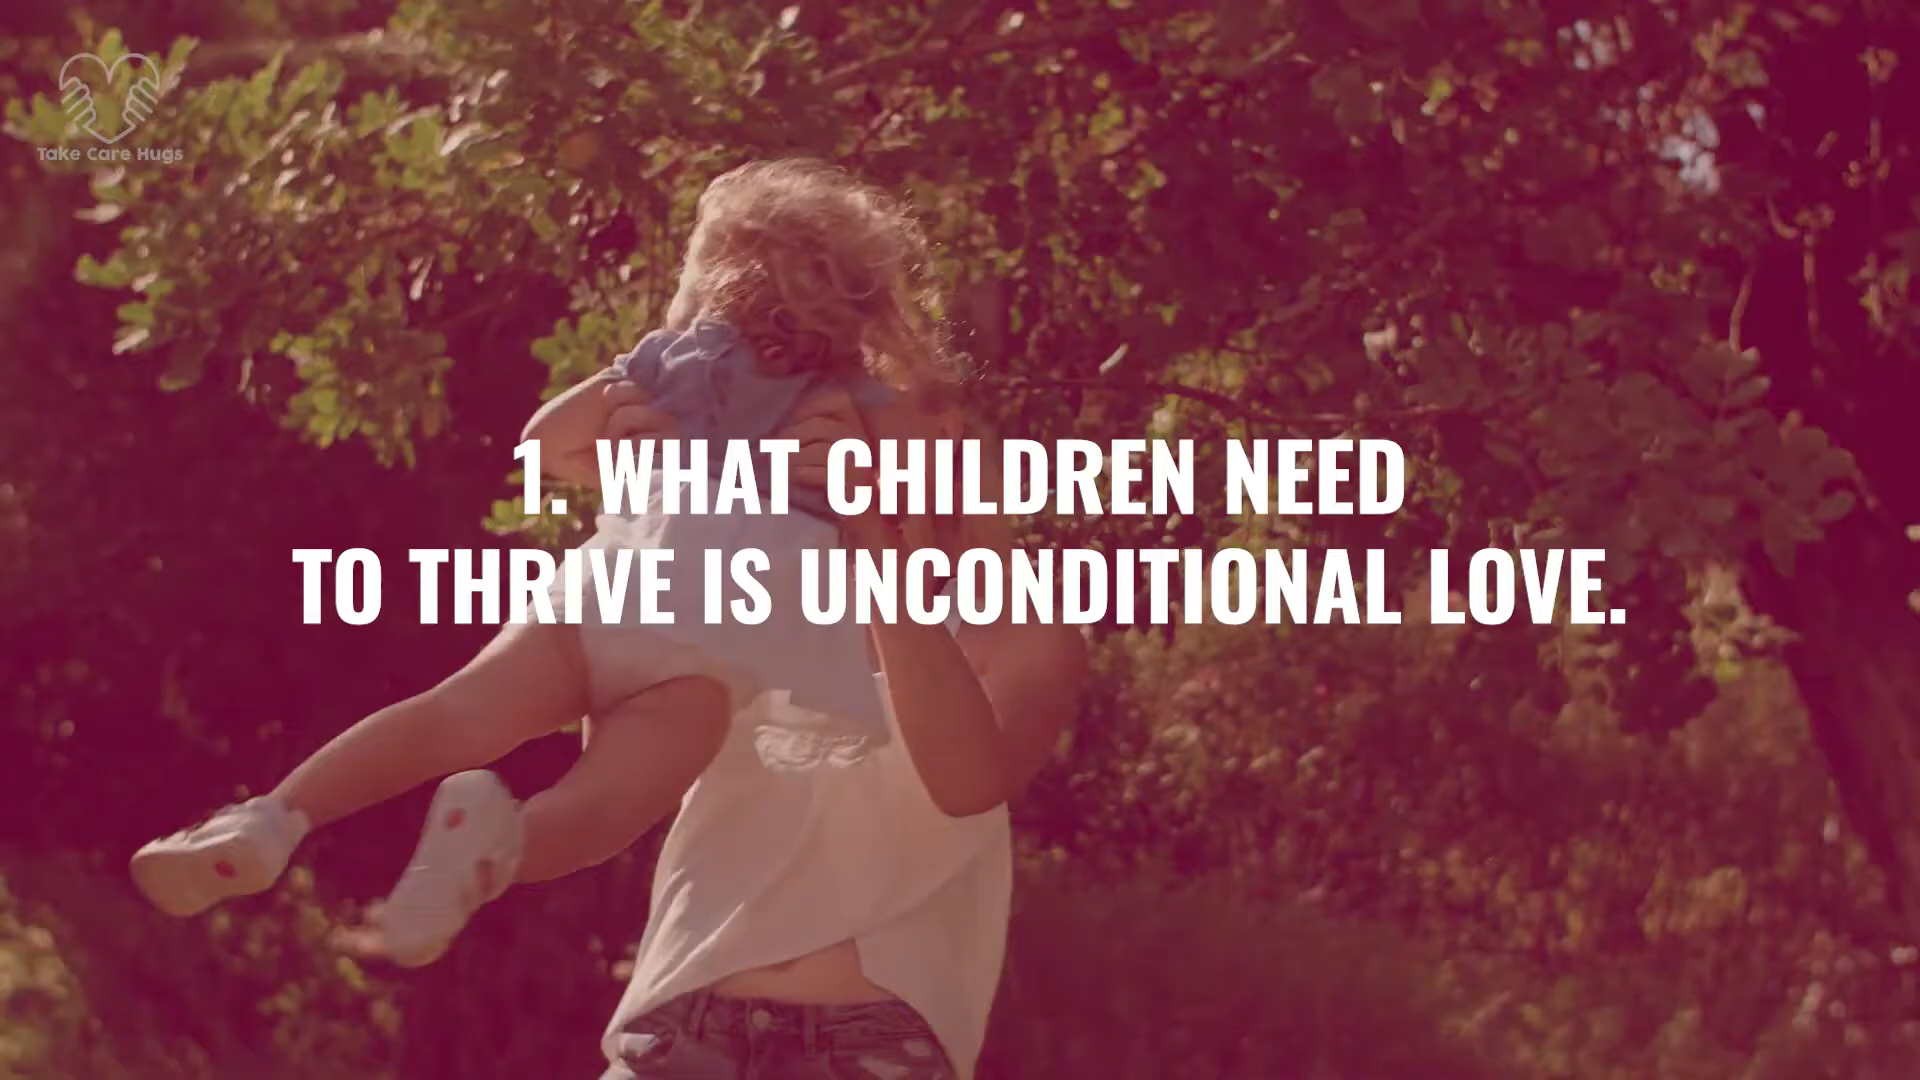 Take Care Hugs
1. WHAT CHILDREN NEED
TO THRIVE IS UNCONDITIONAL LOVE.